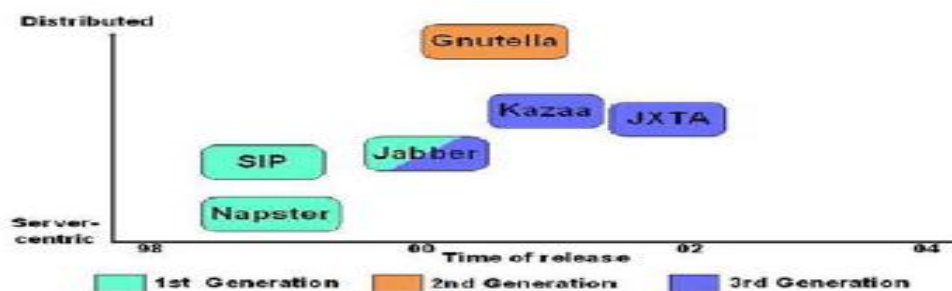 Distributed
Gnutella
Kazaa
JXTA
SIP
Jabber
Napster
Server-
centric
98 00 02 04
Time of release
1st Generation 2nd Generation 3rd Generation